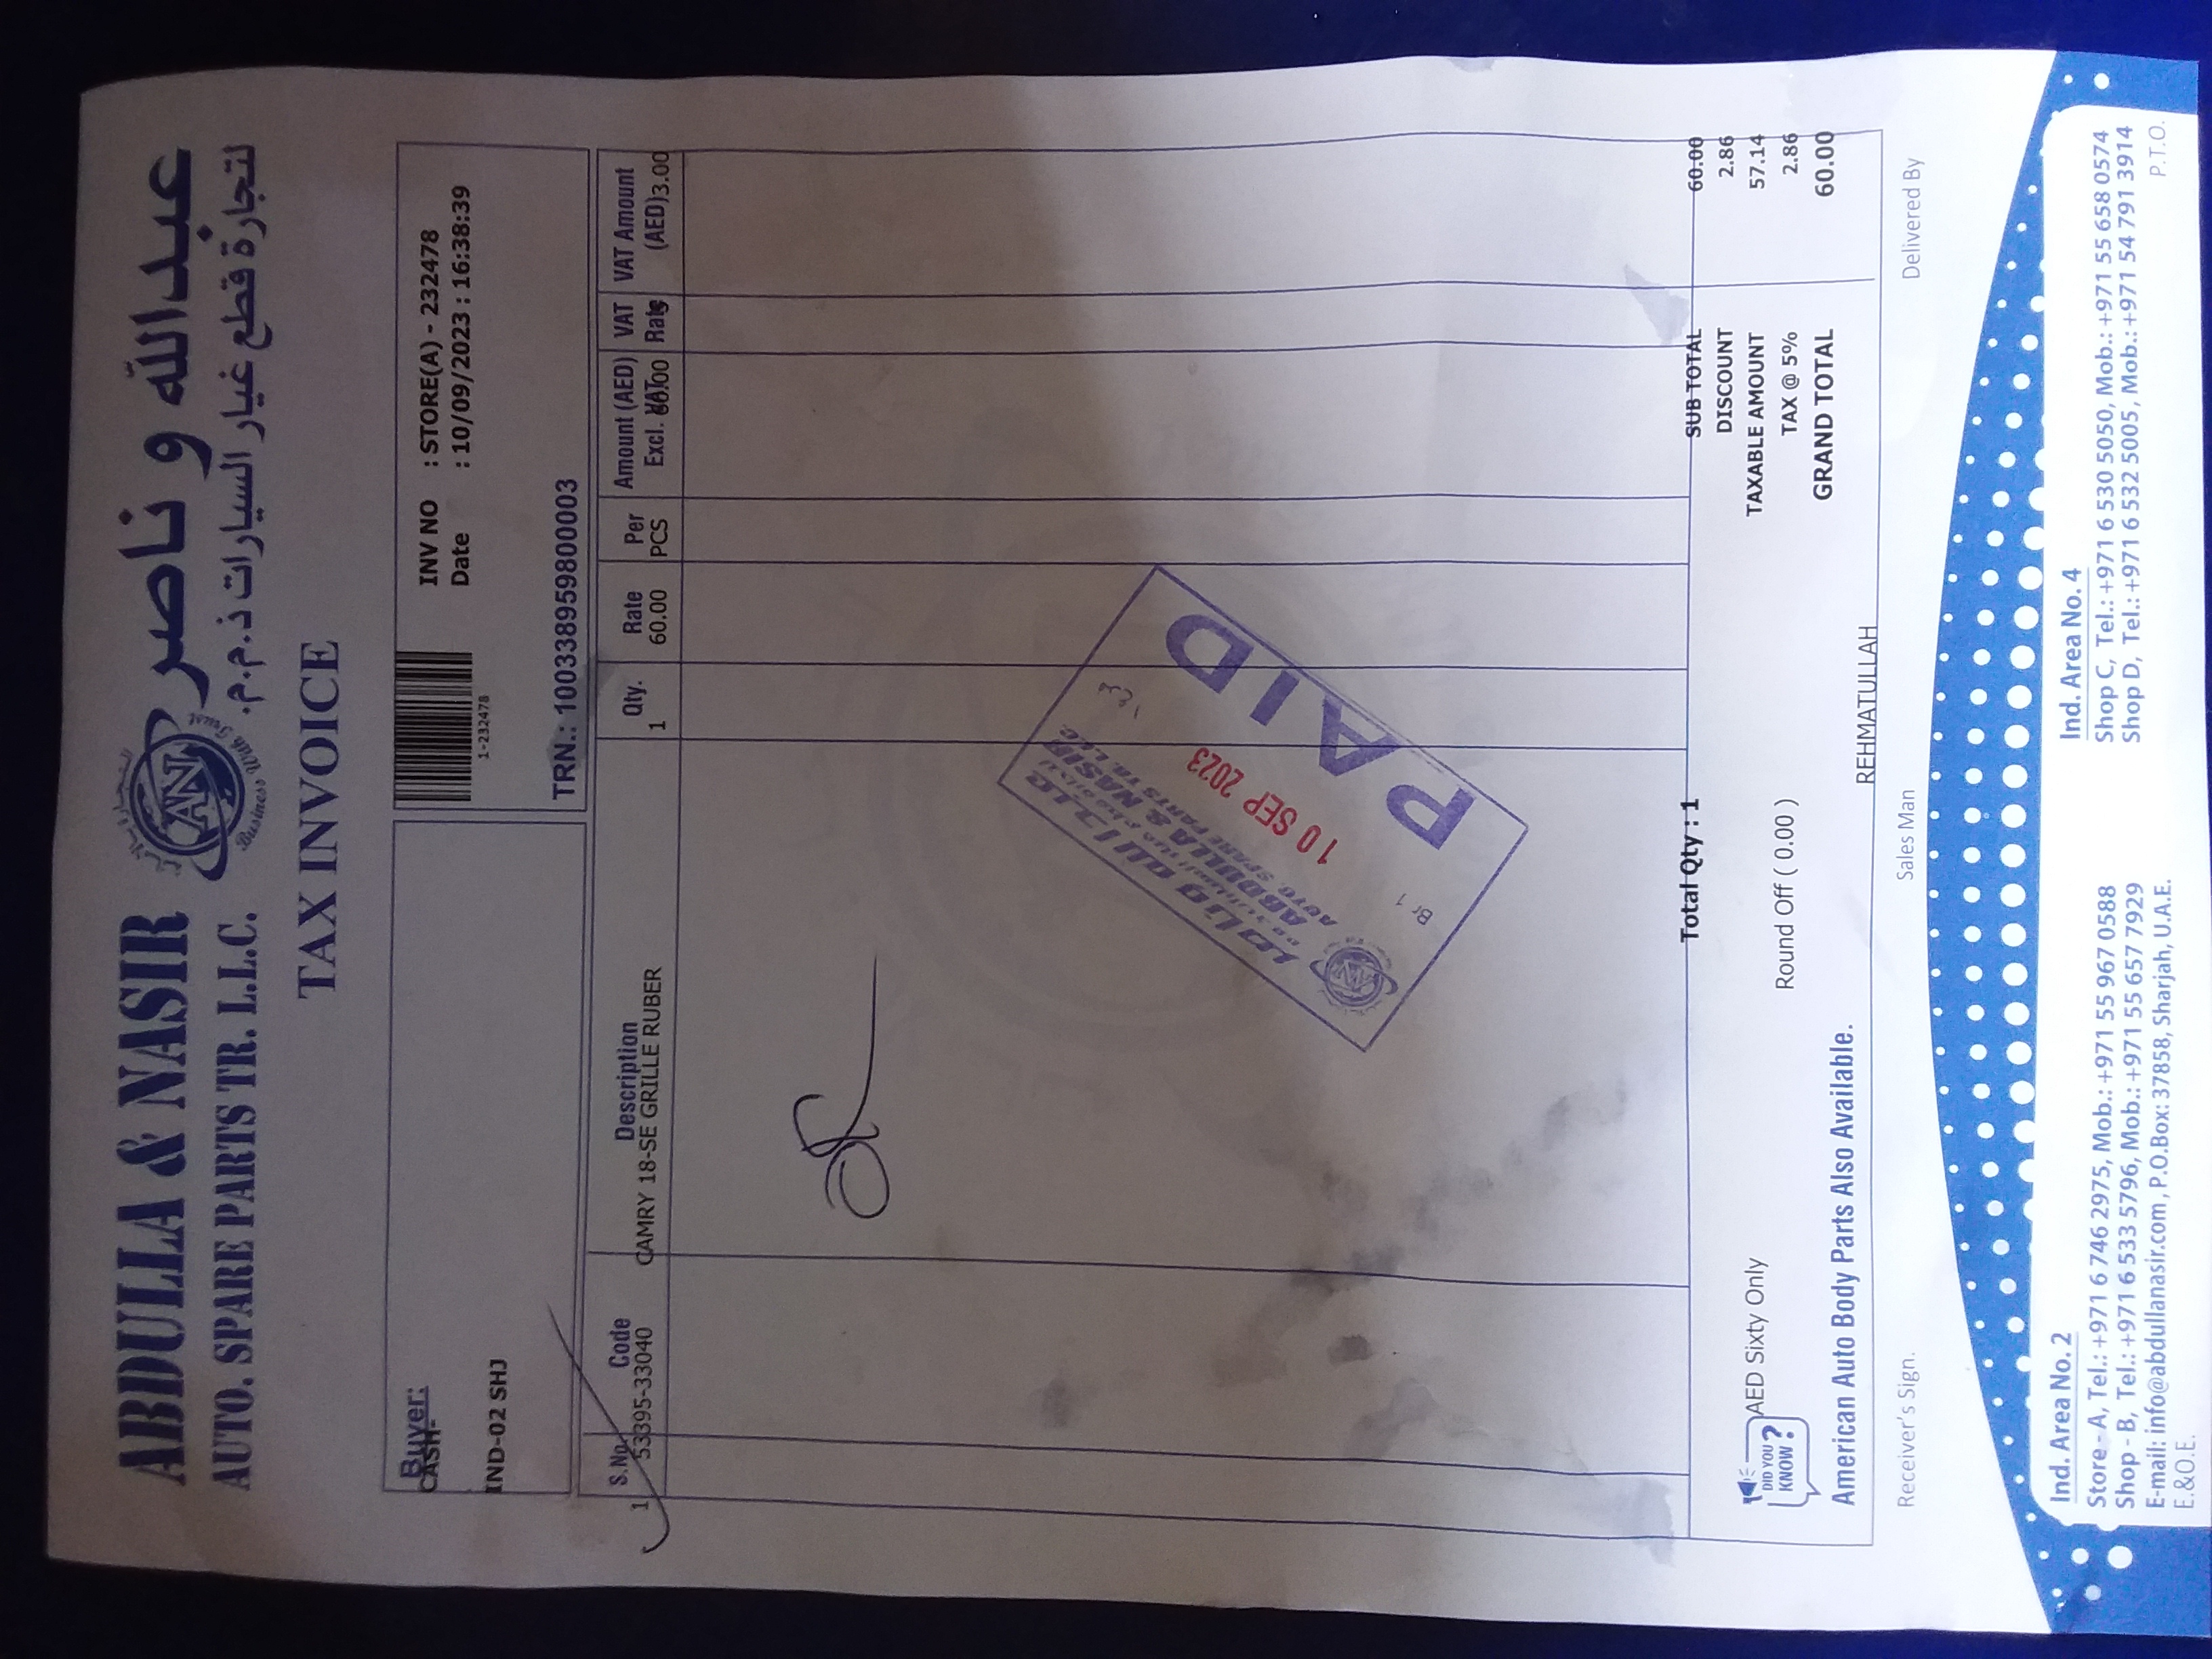 ABDULLA & NASIR عبدالله و ناصر
AUTO. SPARE PARTS TR. L.L.C. لتجارة قطع غيار السيارات ذ.م.م.
AN
Business With Trust
TAX INVOICE
Buyer:
CASH-
IND-02 SHJ
1-232478
INV NO : STORE(A) - 232478
Date : 10/09/2023 : 16:38:39
TRN.: 100338959800003
S.No. Code Description Qty. Rate Per Amount (AED) Excl. VAT VAT Rate VAT Amount (AED)
1 53395-33040 CAMRY 18-SE GRILLE RUBER 1 60.00 PCS 60.00 5 3.00
ناصر و عبدالله
ABDULLA & NASIR
AUTO. SPARE PARTS TR. L.L.C.
10 SEP 2023
Br 1
PAID
Total Qty : 1 SUB TOTAL 60.00
DISCOUNT 2.86
AED Sixty Only TAXABLE AMOUNT 57.14
DID YOU KNOW ?
Round Off ( 0.00 ) TAX @ 5% 2.86
American Auto Body Parts Also Available. GRAND TOTAL 60.00
REHMATULLAH
Receiver's Sign. Sales Man Delivered By
Ind. Area No. 2
Store - A, Tel.: +971 6 746 2975, Mob.: +971 55 967 0588
Shop - B, Tel.: +971 6 533 5796, Mob.: +971 55 657 7929
E-mail: info@abdullanasir.com, P.O.Box: 37858, Sharjah, U.A.E.
E.&O.E.
Ind. Area No. 4
Shop C, Tel.: +971 6 530 5050, Mob.: +971 55 658 0574
Shop D, Tel.: +971 6 532 5005, Mob.: +971 54 791 3914
P.T.O.